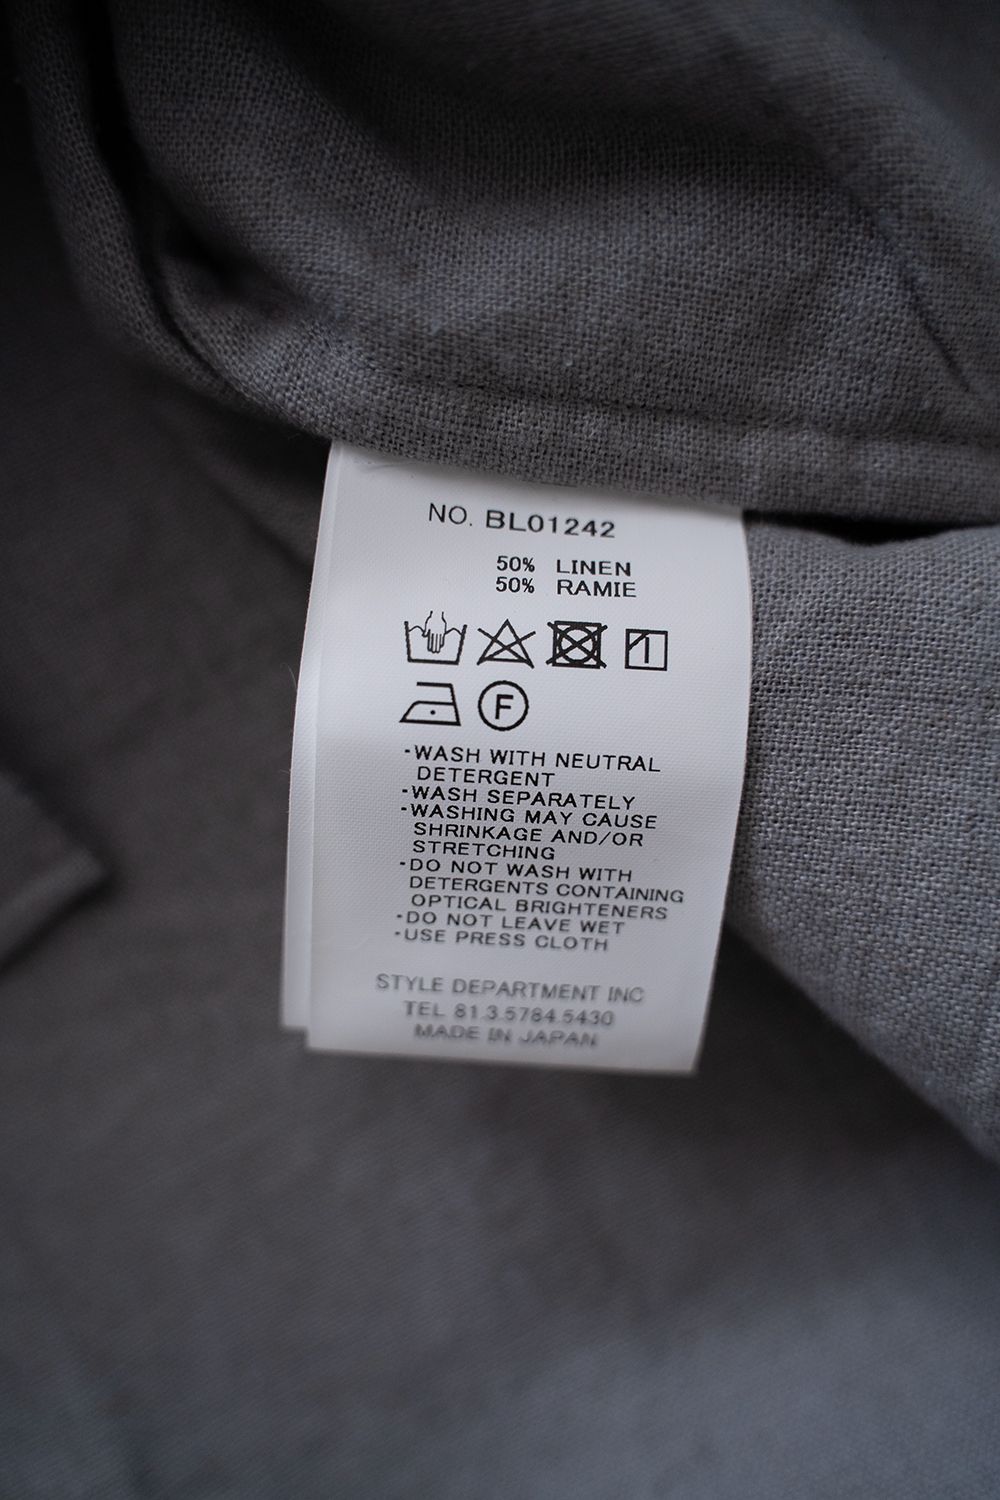 NO. BL01242
50% LINEN
50% RAMIE
F
-WASH WITH NEUTRAL
DETERGENT
-WASH SEPARATELY
-WASHING MAY CAUSE
SHRINKAGE AND/OR
STRETCHING
-DO NOT WASH WITH
DETERGENTS CONTAINING
OPTICAL BRIGHTENERS
-DO NOT LEAVE WET
-USE PRESS CLOTH
STYLE DEPARTMENT INC
TEL 81.3.5784.5430
MADE IN JAPAN